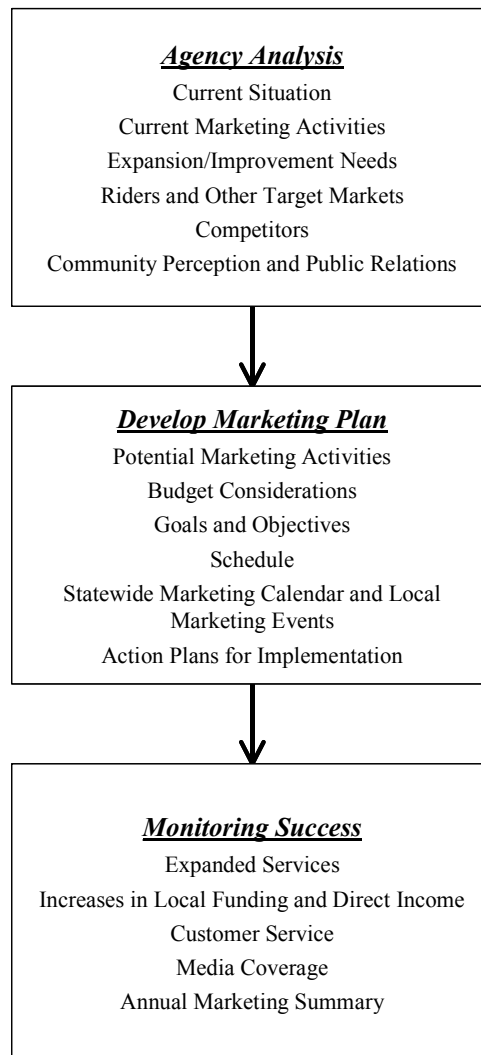 Agency Analysis
Current Situation
Current Marketing Activities
Expansion/Improvement Needs
Riders and Other Target Markets
Competitors
Community Perception and Public Relations
Develop Marketing Plan
Potential Marketing Activities
Budget Considerations
Goals and Objectives
Schedule
Statewide Marketing Calendar and Local
Marketing Events
Action Plans for Implementation
Monitoring Success
Expanded Services
Increases in Local Funding and Direct Income
Customer Service
Media Coverage
Annual Marketing Summary